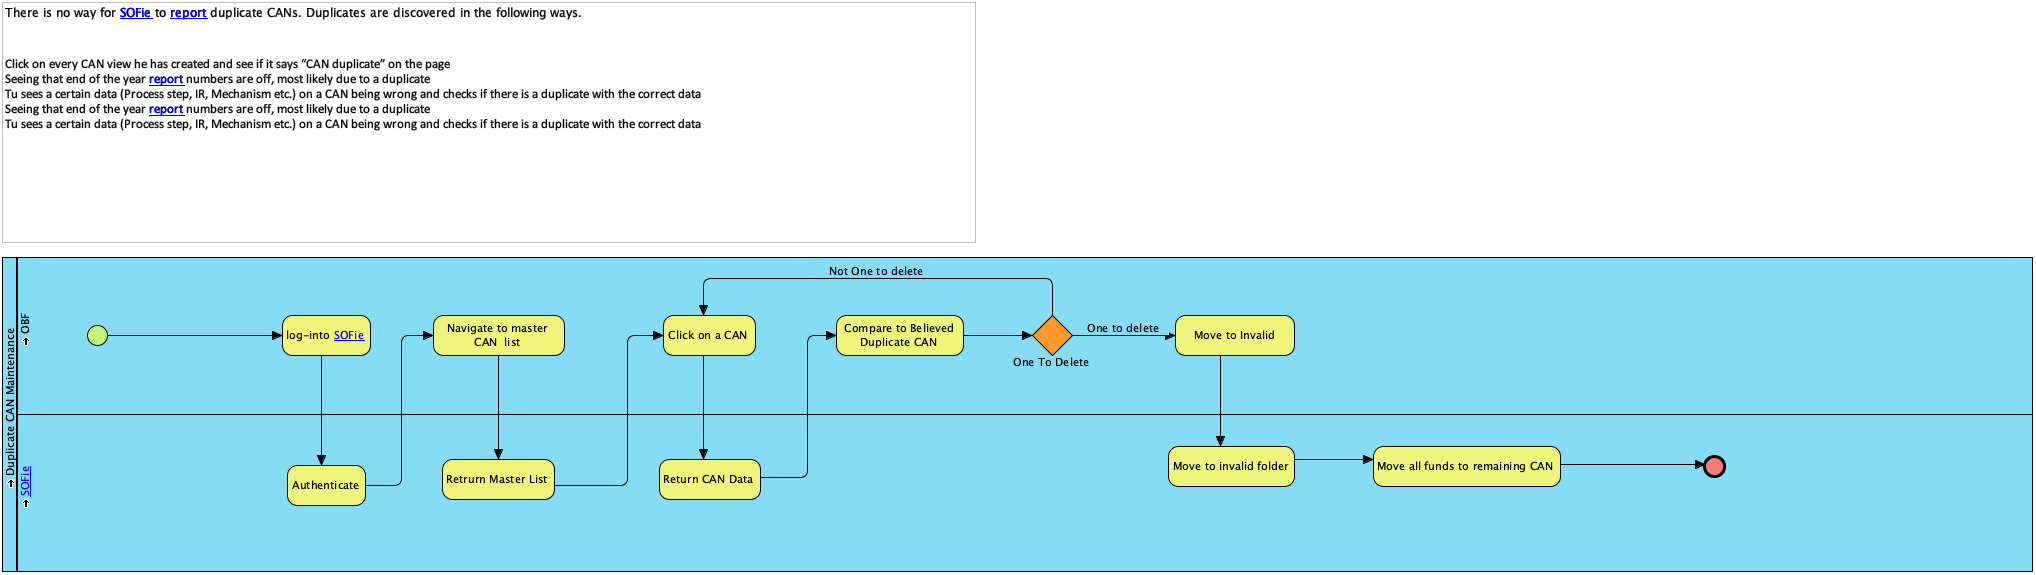 There is no way for SOFie to report duplicate CANs. Duplicates are discovered in the following ways.
Click on every CAN view he has created and see if it says “CAN duplicate” on the page
Seeing that end of the year report numbers are off, most likely due to a duplicate
Tu sees a certain data (Process step, IR, Mechanism etc.) on a CAN being wrong and checks if there is a duplicate with the correct data
Seeing that end of the year report numbers are off, most likely due to a duplicate
Tu sees a certain data (Process step, IR, Mechanism etc.) on a CAN being wrong and checks if there is a duplicate with the correct data
Duplicate CAN Maintenance
OBF
log-into SOFie
Navigate to master
CAN list
Click on a CAN
Compare to Believed
Duplicate CAN
Not One to delete
One To Delete
One to delete
Move to Invalid
SOFie
Authenticate
Retrurn Master List
Return CAN Data
Move to invalid folder
Move all funds to remaining CAN